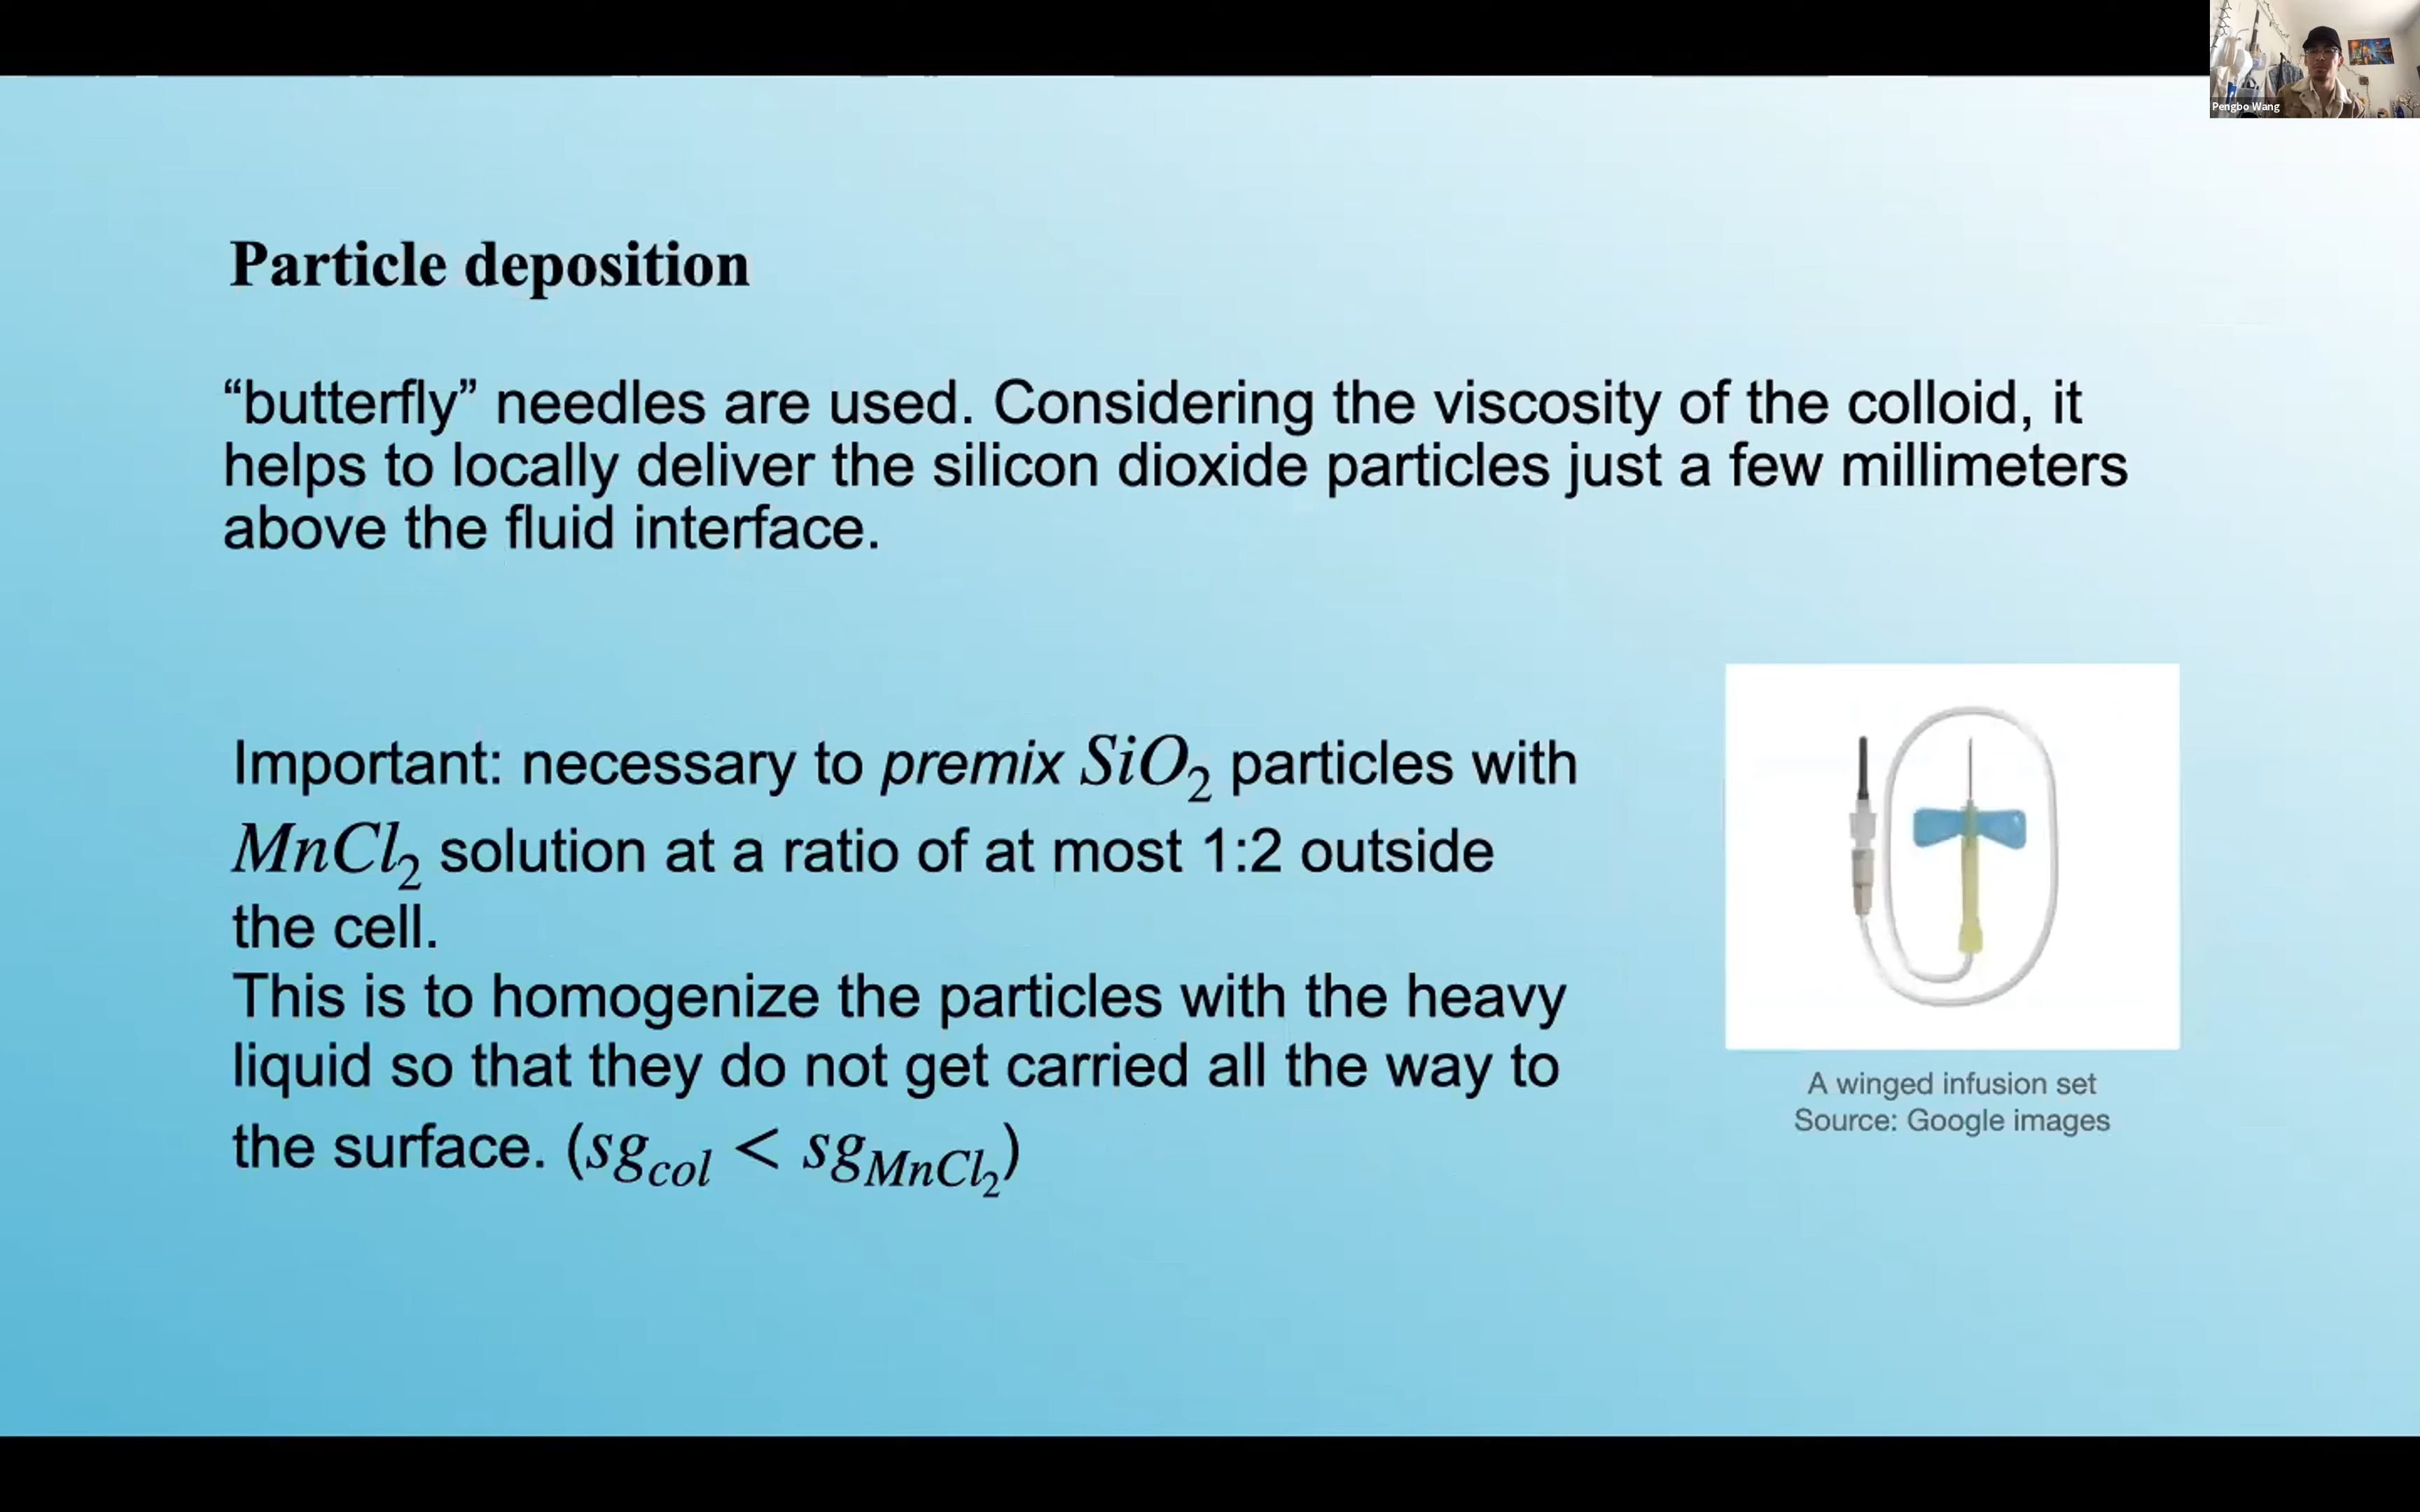 Pengbo Wang
Particle deposition
“butterfly” needles are used. Considering the viscosity of the colloid, it
helps to locally deliver the silicon dioxide particles just a few millimeters
above the fluid interface.
Important: necessary to premix SiO₂ particles with
MnCl₂ solution at a ratio of at most 1:2 outside
the cell.
This is to homogenize the particles with the heavy
liquid so that they do not get carried all the way to
the surface. (sg_col < sg_MnCl₂)
A winged infusion set
Source: Google images